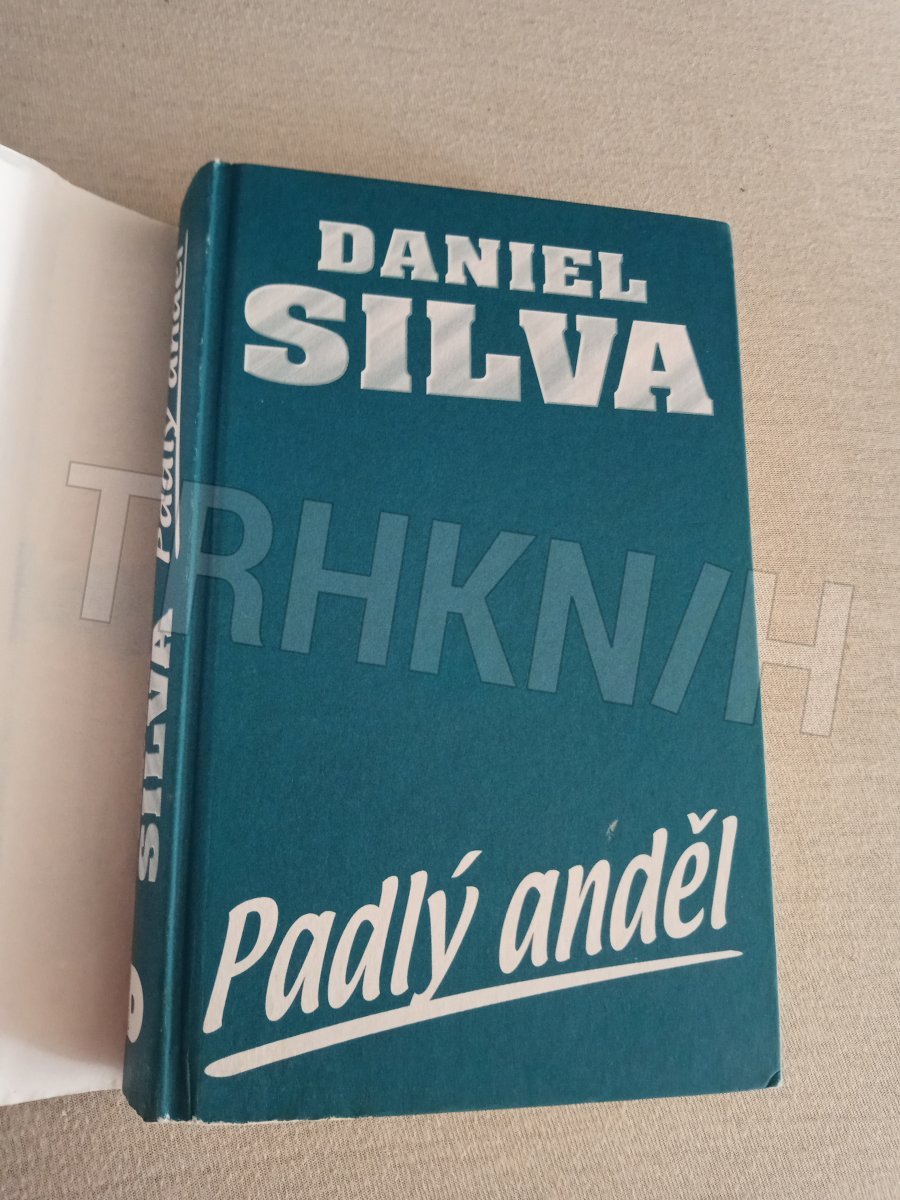 DANIEL
SILVA
Padlý anděl
SILVA Padlý anděl
TRHKNIH